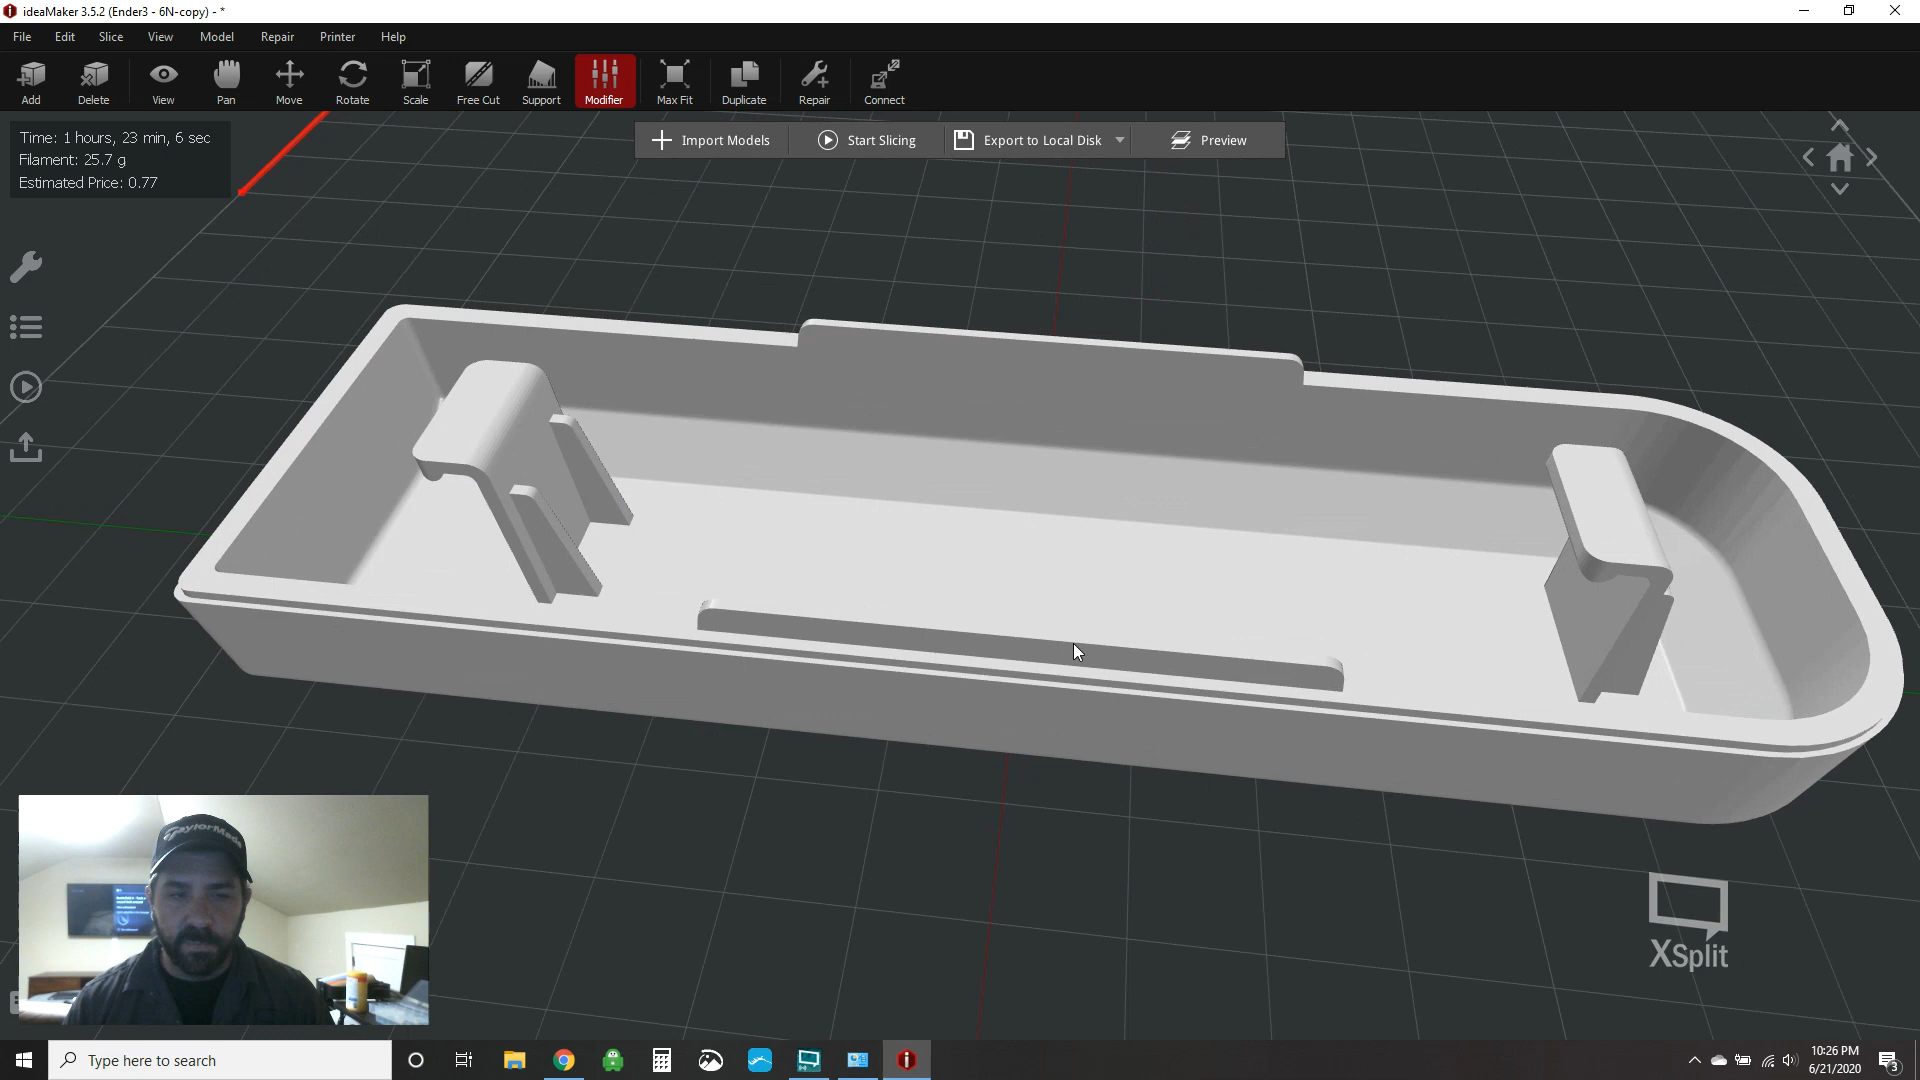 ideaMaker 3.5.2 (Ender3 - 6N-copy) - *
File Edit Slice View Model Repair Printer Help
Add Delete View Pan Move Rotate Scale Free Cut Support Modifier Max Fit Duplicate Repair Connect
Import Models Start Slicing Export to Local Disk Preview
Time: 1 hours, 23 min, 6 sec
Filament: 25.7 g
Estimated Price: 0.77
TaylorMade
XSplit
Type here to search
10:26 PM
6/21/2020
3